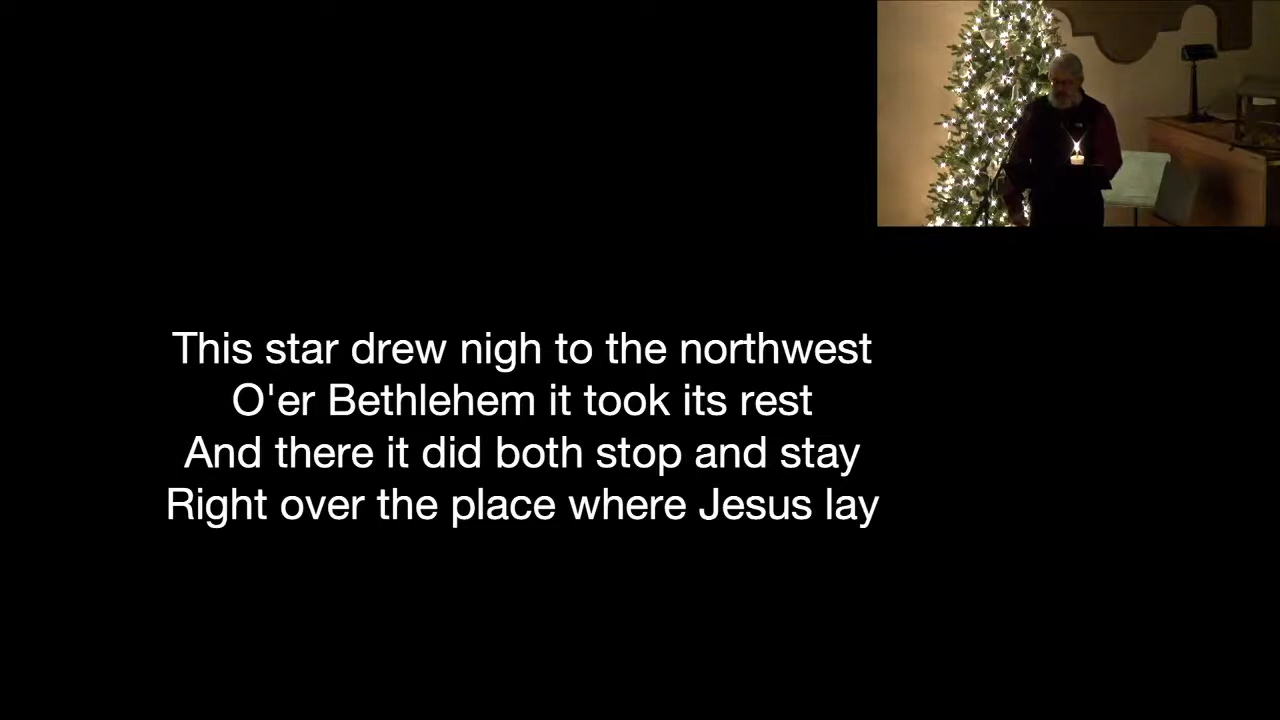 This star drew nigh to the northwest
O'er Bethlehem it took its rest
And there it did both stop and stay
Right over the place where Jesus lay